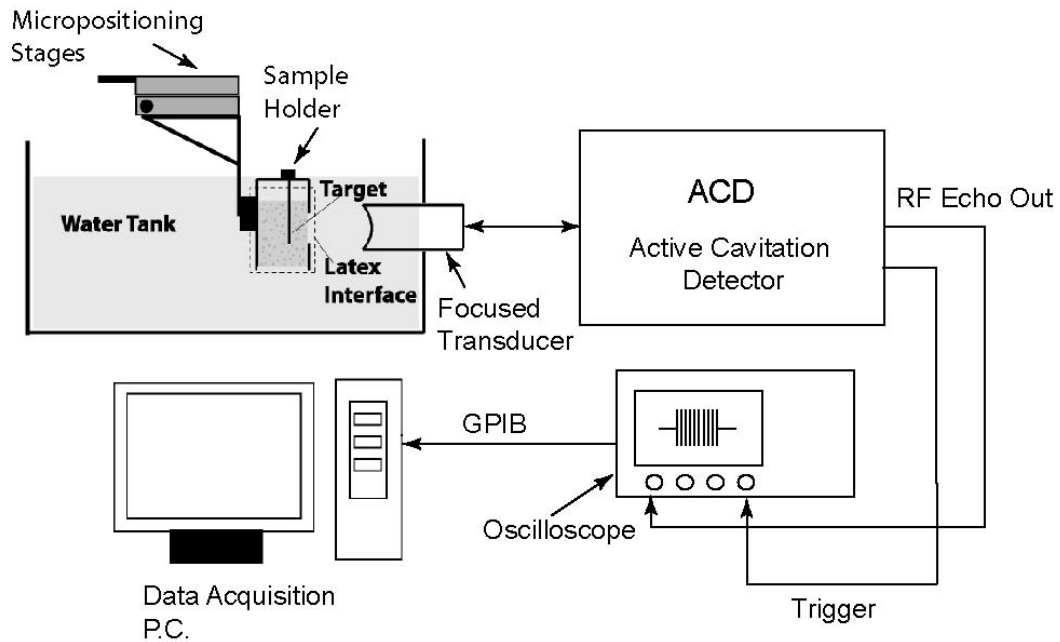 Micropositioning
Stages
Sample
Holder
Target
Water Tank
Latex
Interface
Focused
Transducer
ACD
Active Cavitation
Detector
RF Echo Out
GPIB
Oscilloscope
Trigger
Data Acquisition
P.C.